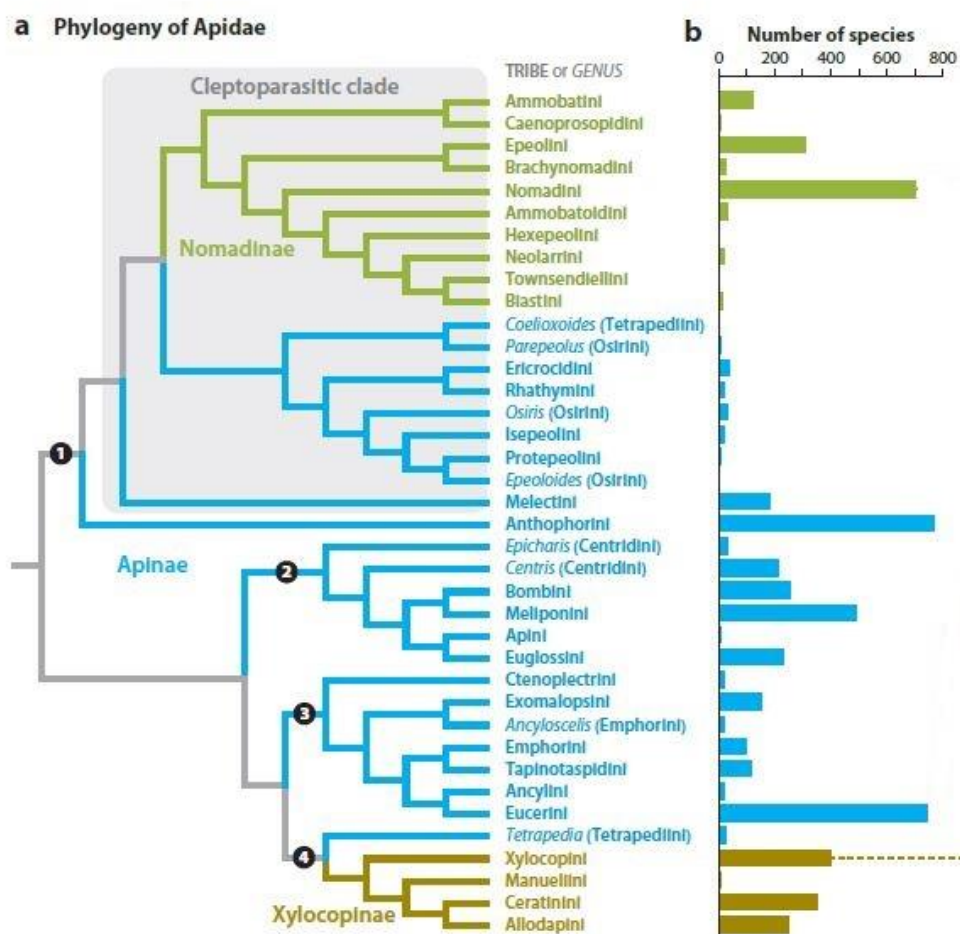 a Phylogeny of Apidae
b Number of species
0 200 400 600 800
TRIBE or GENUS
Cleptoparasitic clade
Ammobatini
Caenoprosopidini
Epeolini
Brachynomadini
Nomadini
Ammobatoidini
Nomadinae
Hexepeolini
Neolarrini
Townsendiellini
Biastini
Coelioxoides (Tetrapediini)
Parepeolus (Osirini)
Ericrocidini
Rhathymini
Osiris (Osirini)
Isepeolini
1
Protepeolini
Epeoloides (Osirini)
Melectini
Anthophorini
Apinae
Epicharis (Centridini)
2
Centris (Centridini)
Bombini
Meliponini
Apini
Euglossini
Ctenoplectrini
Exomalopsini
3
Ancyloscelis (Emphorini)
Emphorini
Tapinotaspidini
Ancylini
Eucerini
Tetrapedia (Tetrapediini)
4
Xylocopini
Manuellini
Ceratinini
Xylocopinae
Allodapini